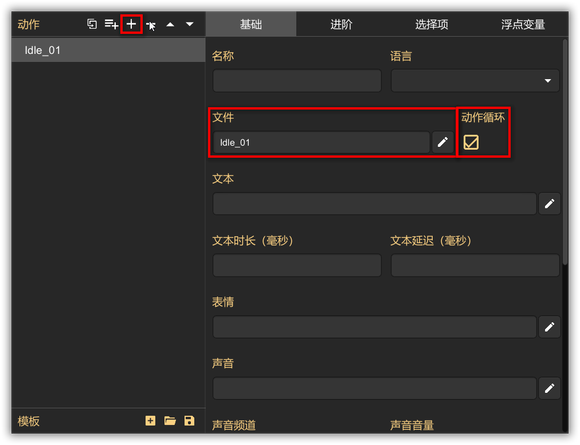 动作
基础 进阶 选择项 浮点变量
Idle_01
名称 语言
文件 动作循环
Idle_01
文本
文本时长（毫秒） 文本延迟（毫秒）
表情
声音
模板
声音频道 声音音量